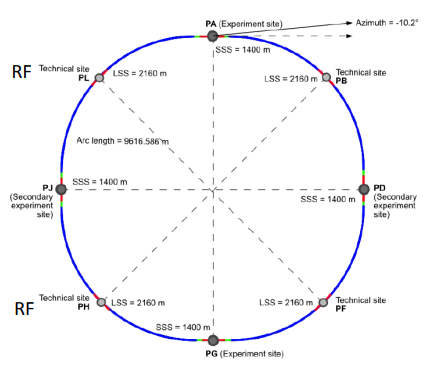 PA (Experiment site)
Azimuth = -10.2°
SSS = 1400 m
RF
Technical site
PL
LSS = 2160 m
LSS = 2160 m
Technical site
PB
Arc length = 9616.586 m
PJ
(Secondary
experiment
site)
SSS = 1400 m
SSS = 1400 m
PD
(Secondary
experiment
site)
RF
Technical site
PH
LSS = 2160 m
LSS = 2160 m
Technical site
PF
SSS = 1400 m
PG (Experiment site)